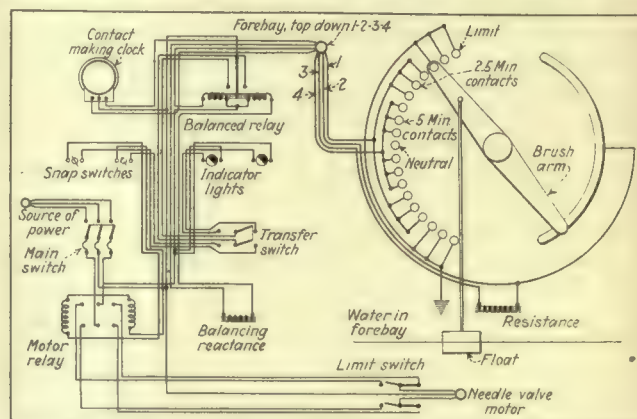 Contact
making clock
Forebay, top down 1-2-3-4
Limit
1
3
2
4
2.5 Min
contacts
Balanced relay
5 Min
contacts
Snap switches
Indicator
lights
Neutral
Brush
arm
Source of
power
Main
switch
Transfer
switch
Motor
relay
Balancing
reactance
Resistance
Water in
forebay
Float
Limit switch
Needle valve
motor